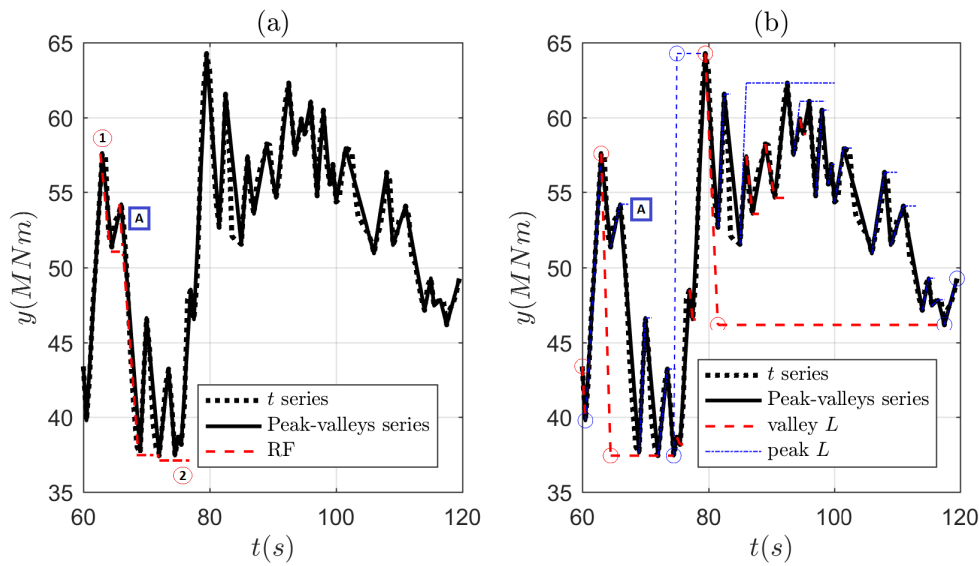 (a)
(b)
65
60
55
50
45
40
35
60
80
100
120
y(MNm)
t(s)
1
A
2
t series
Peak-valleys series
RF
65
60
55
50
45
40
35
60
80
100
120
y(MNm)
t(s)
A
t series
Peak-valleys series
valley L
peak L